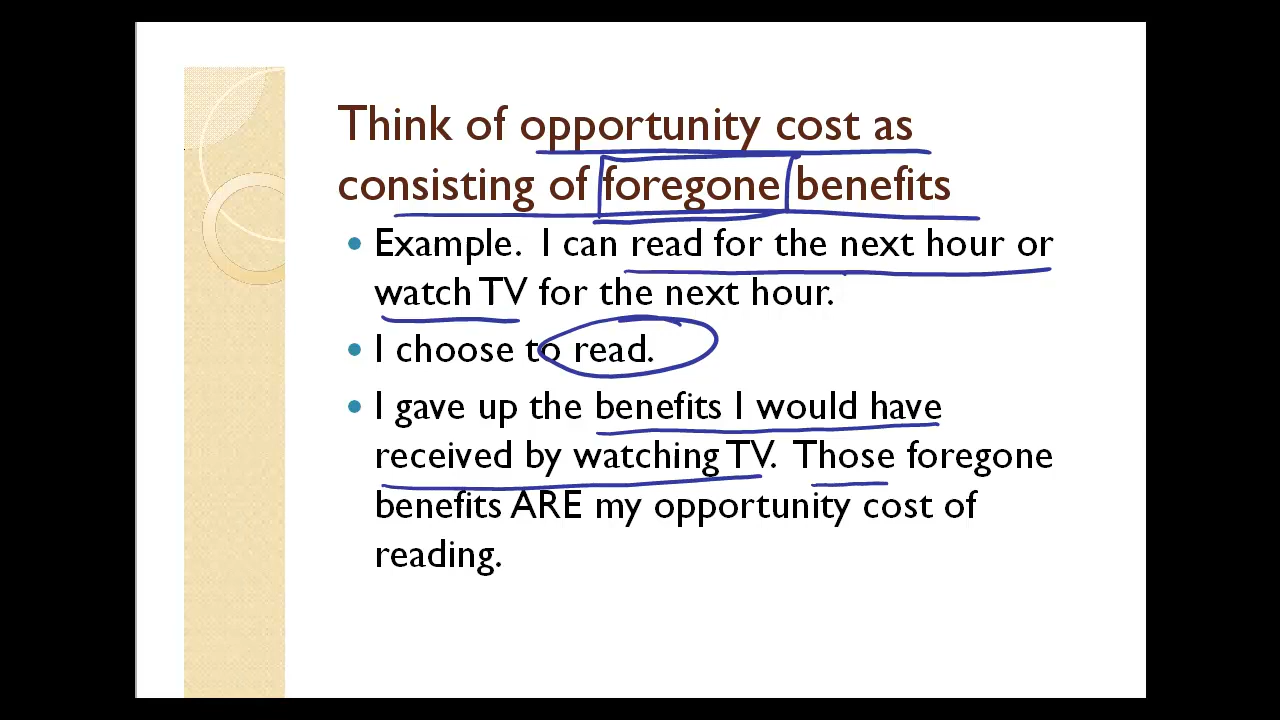 Think of opportunity cost as
consisting of foregone benefits
• Example. I can read for the next hour or
watch TV for the next hour.
• I choose to read.
• I gave up the benefits I would have
received by watching TV. Those foregone
benefits ARE my opportunity cost of
reading.